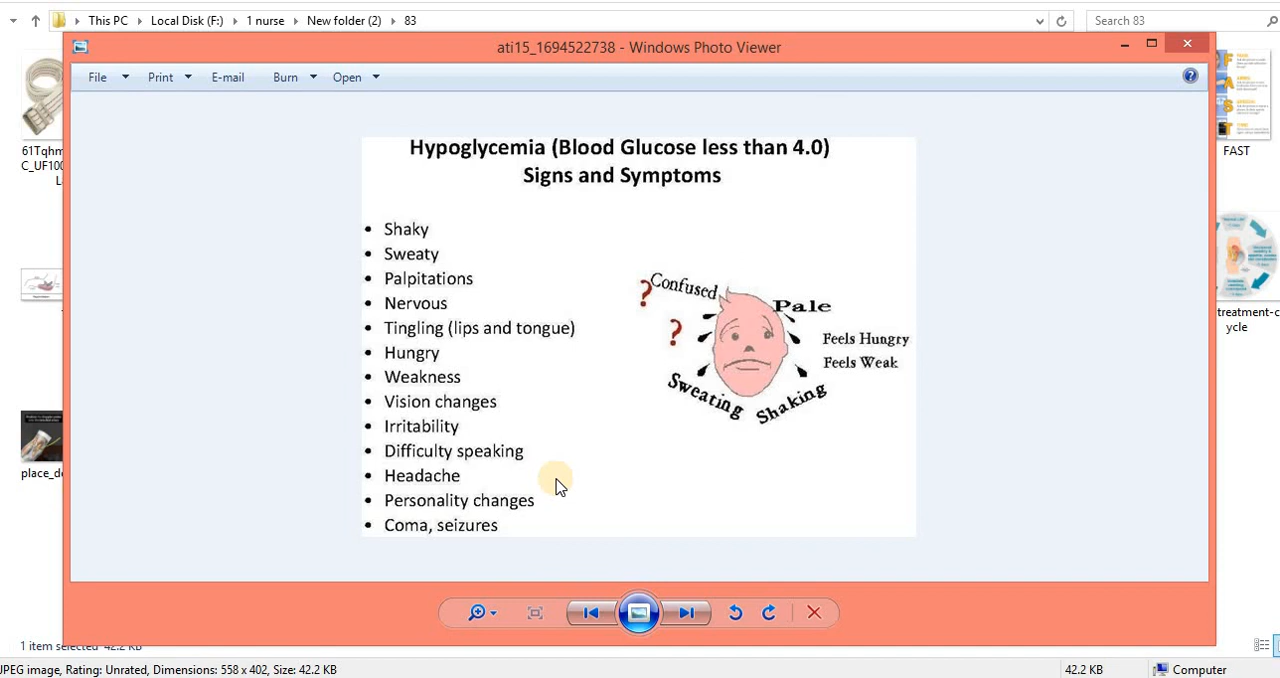 This PC
Local Disk (F:)
1 nurse
New folder (2)
83
Search 83
ati15_1694522738 - Windows Photo Viewer
File
Print
E-mail
Burn
Open
Hypoglycemia (Blood Glucose less than 4.0)
Signs and Symptoms
• Shaky
• Sweaty
• Palpitations
• Nervous
• Tingling (lips and tongue)
• Hungry
• Weakness
• Vision changes
• Irritability
• Difficulty speaking
• Headache
• Personality changes
• Coma, seizures
? Confused
?
Pale
Feels Hungry
Feels Weak
Sweating
Shaking
61Tqhm
C_UF100
place_de
FAST
treatment-c
ycle
1 item selected 42.2 KB
JPEG image, Rating: Unrated, Dimensions: 558 x 402, Size: 42.2 KB
42.2 KB
Computer